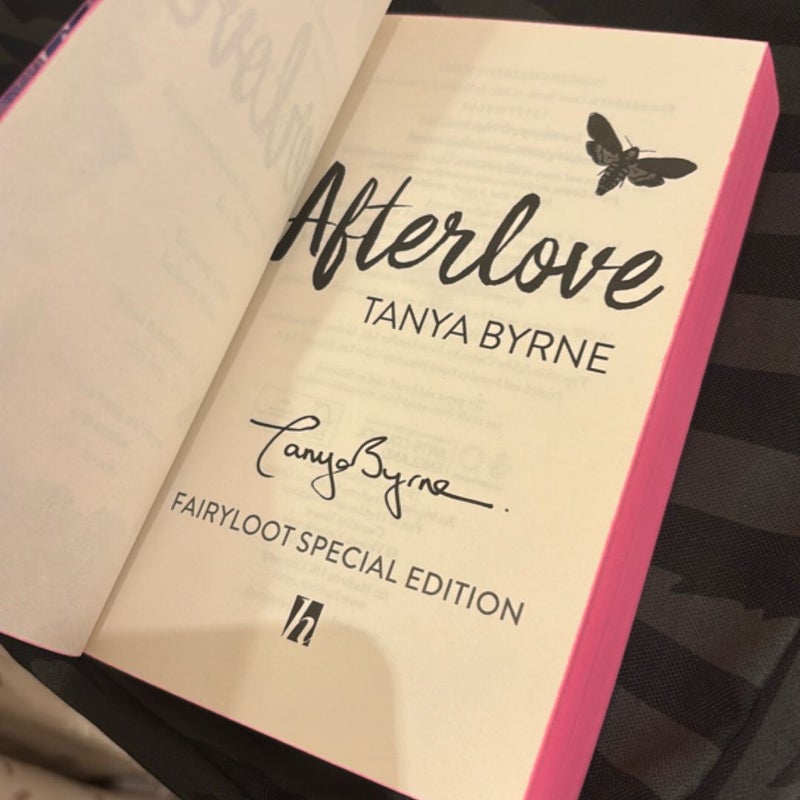 Afterlove
TANYA BYRNE
Tanya Byrne.
FAIRYLOOT SPECIAL EDITION
h